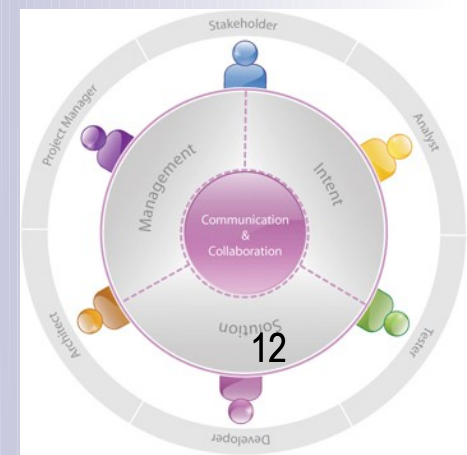 Stakeholder
Project Manager
Analyst
Management
Intent
Communication
&
Collaboration
Solution
12
Architect
Tester
Developer